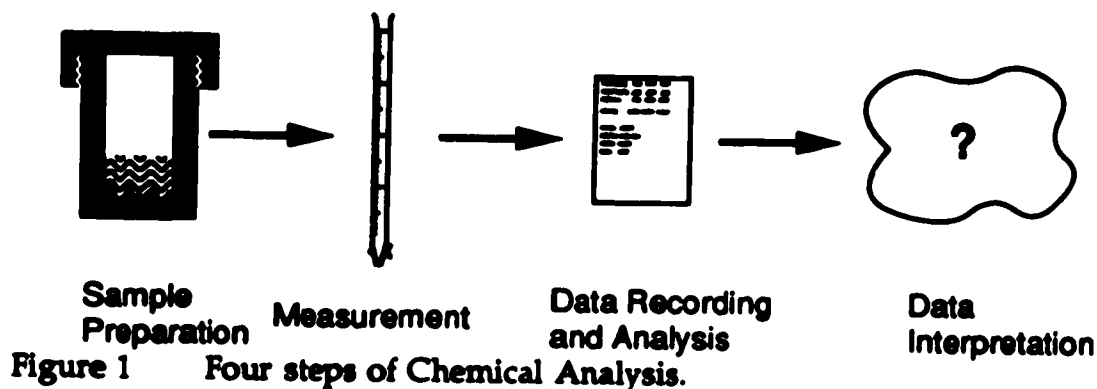 ?
Sample
Preparation
Measurement
Data Recording
and Analysis
Data
Interpretation
Figure 1 Four steps of Chemical Analysis.